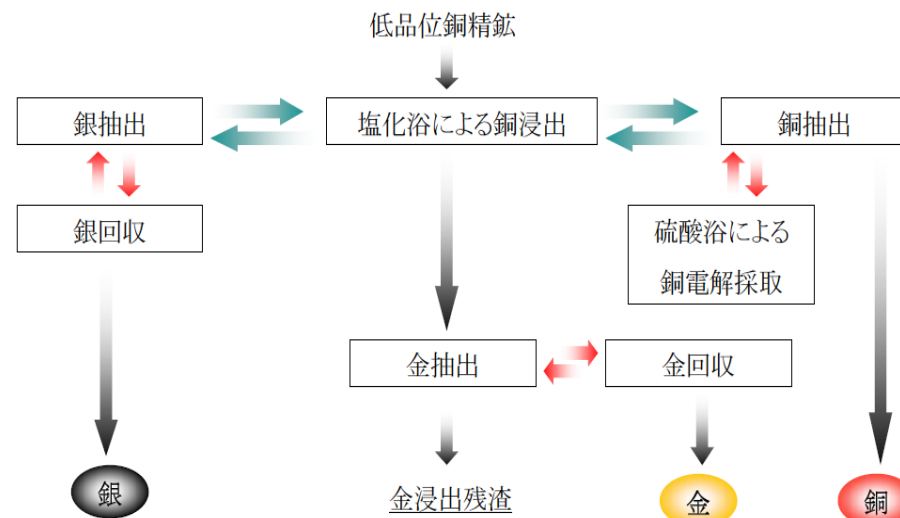 低品位銅精鉱
銀抽出
塩化浴による銅浸出
銅抽出
銀回収
硫酸浴による
銅電解採取
金抽出
金回収
銀
金浸出残渣
金
銅